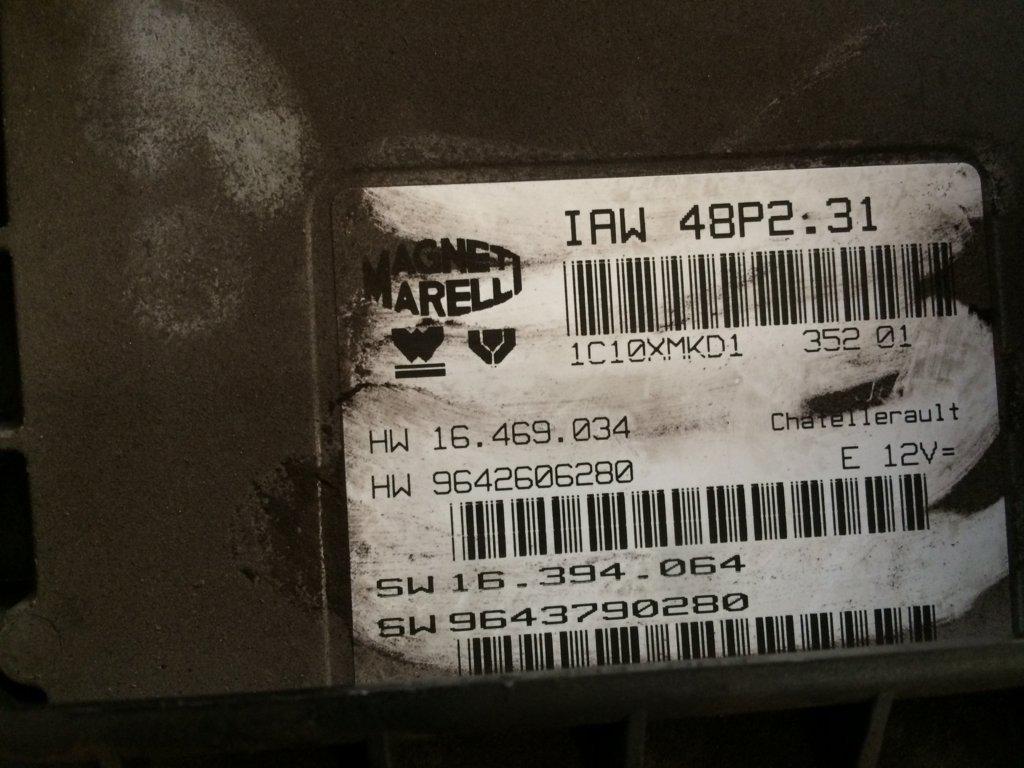 IAW 48P2.31
MAGNETI
MARELLI
1C10XMKD1 352 01
HW 16.469.034
Chatellerault
HW 9642606280
E 12V=
SW 16.394.064
SW 9643790280